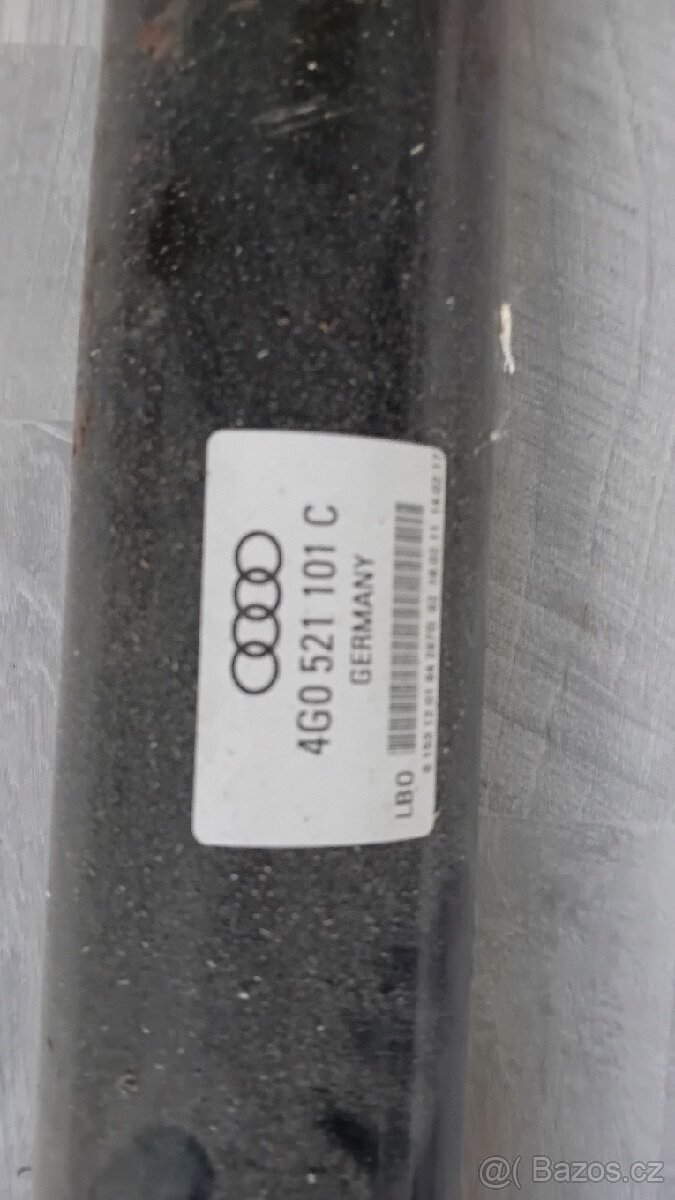 4G0 521 101 C
GERMANY
LBO
@( Bazos.cz